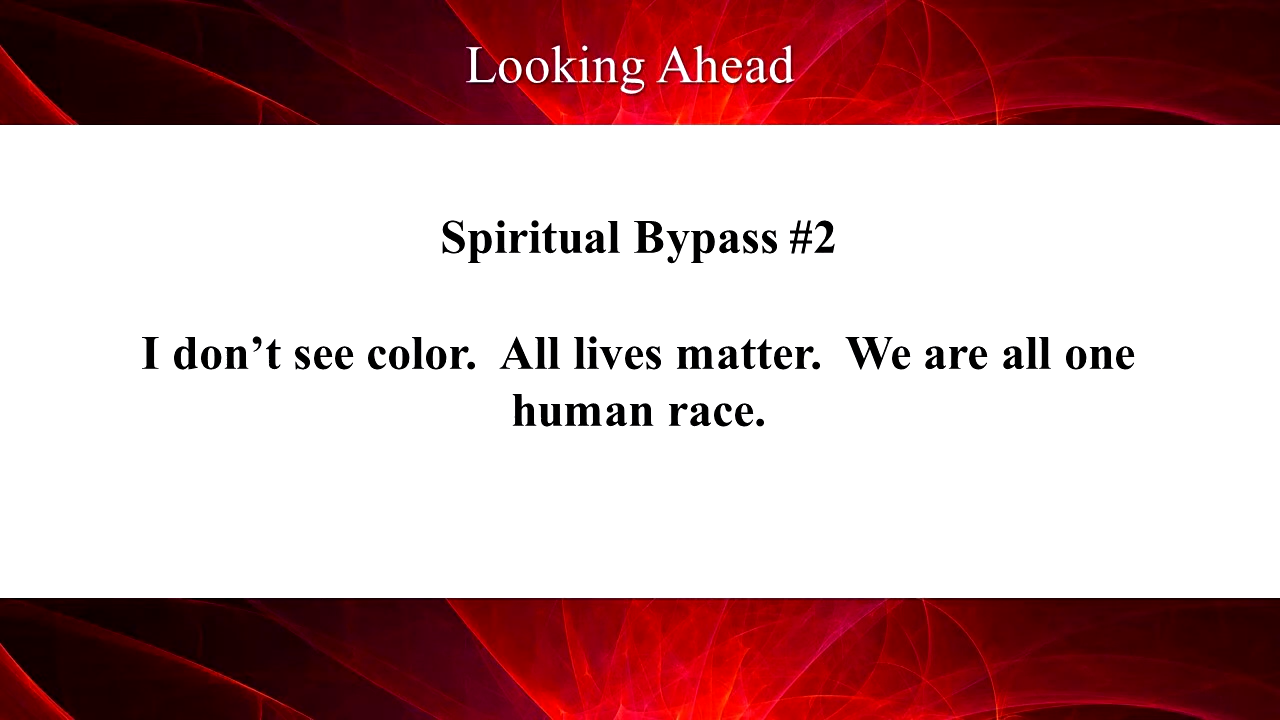 Looking Ahead
Spiritual Bypass #2
I don’t see color.  All lives matter.  We are all one
human race.